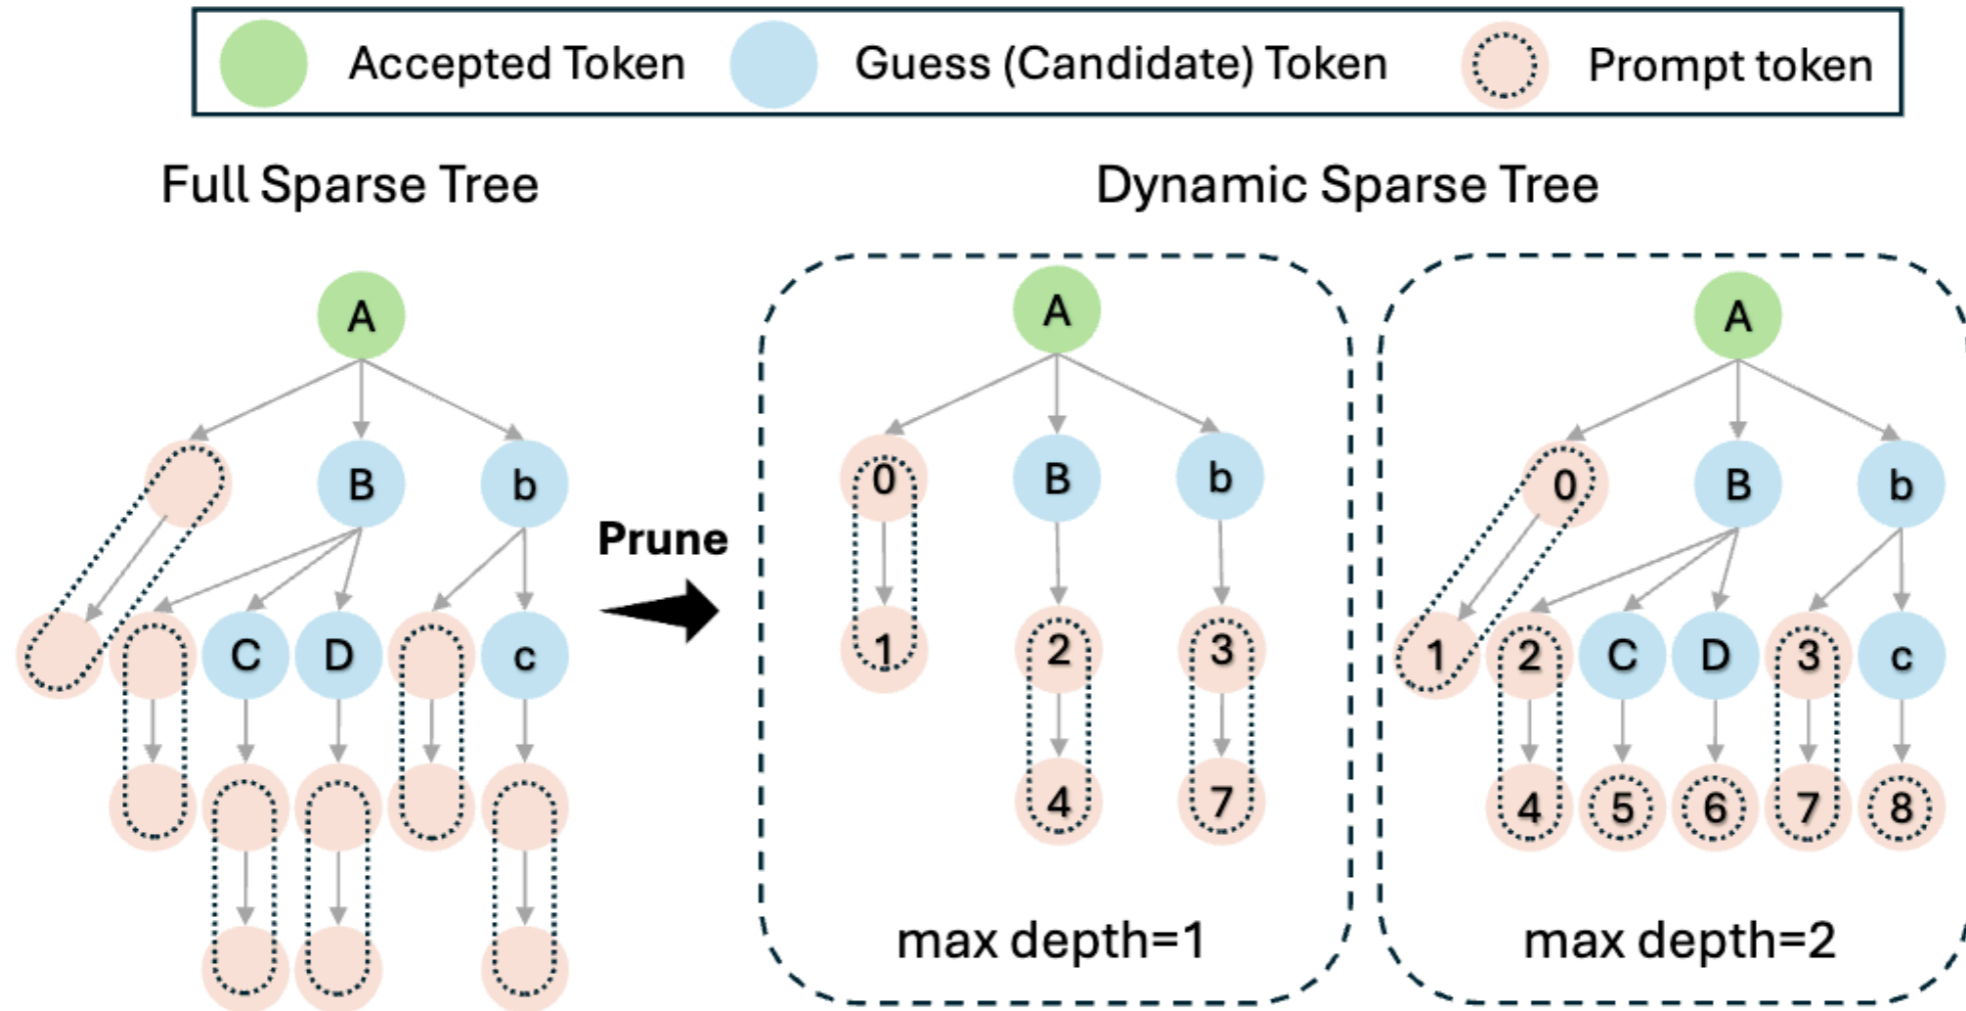 Accepted Token Guess (Candidate) Token Prompt token
Full Sparse Tree Dynamic Sparse Tree
A A A
B b 0 B b 0 B b
Prune
C D c 1 2 3 1 2 C D 3 c
4 7 4 5 6 7 8
max depth=1 max depth=2